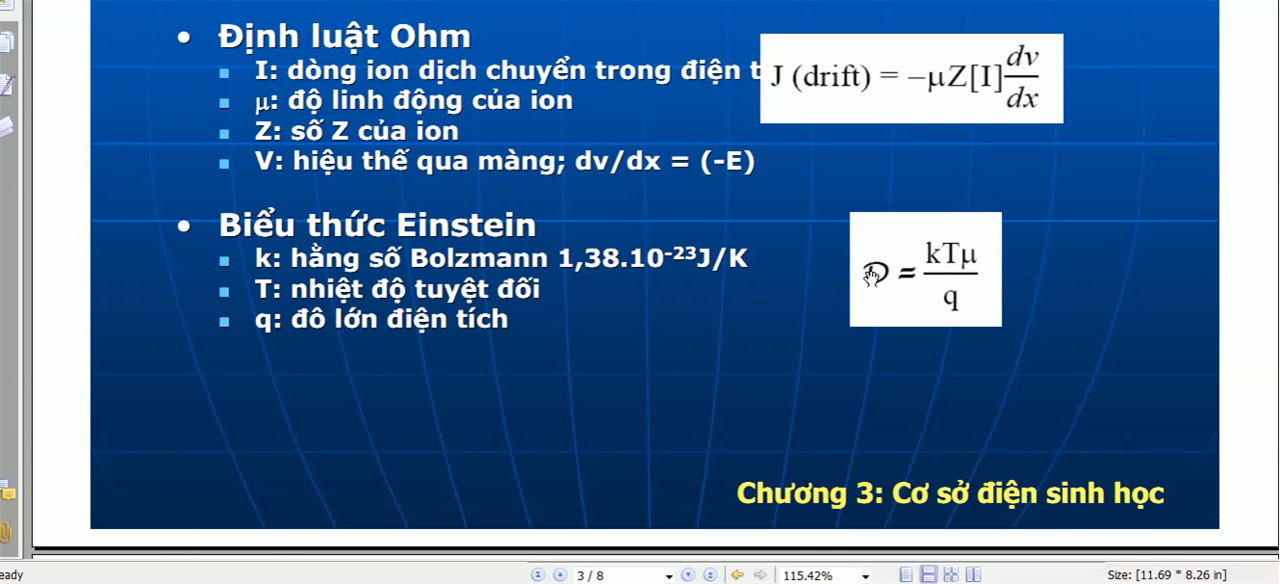 Định luật Ohm
I: dòng ion dịch chuyển trong điện t
J (drift) = −μZ[I] dv/dx
μ: độ linh động của ion
Z: số Z của ion
V: hiệu thế qua màng; dv/dx = (-E)
Biểu thức Einstein
k: hằng số Bolzmann 1,38.10⁻²³J/K
D = kTμ/q
T: nhiệt độ tuyệt đối
q: đô lớn điện tích
Chương 3: Cơ sở điện sinh học
eady
3 / 8
115.42%
Size: [11.69 * 8.26 in]